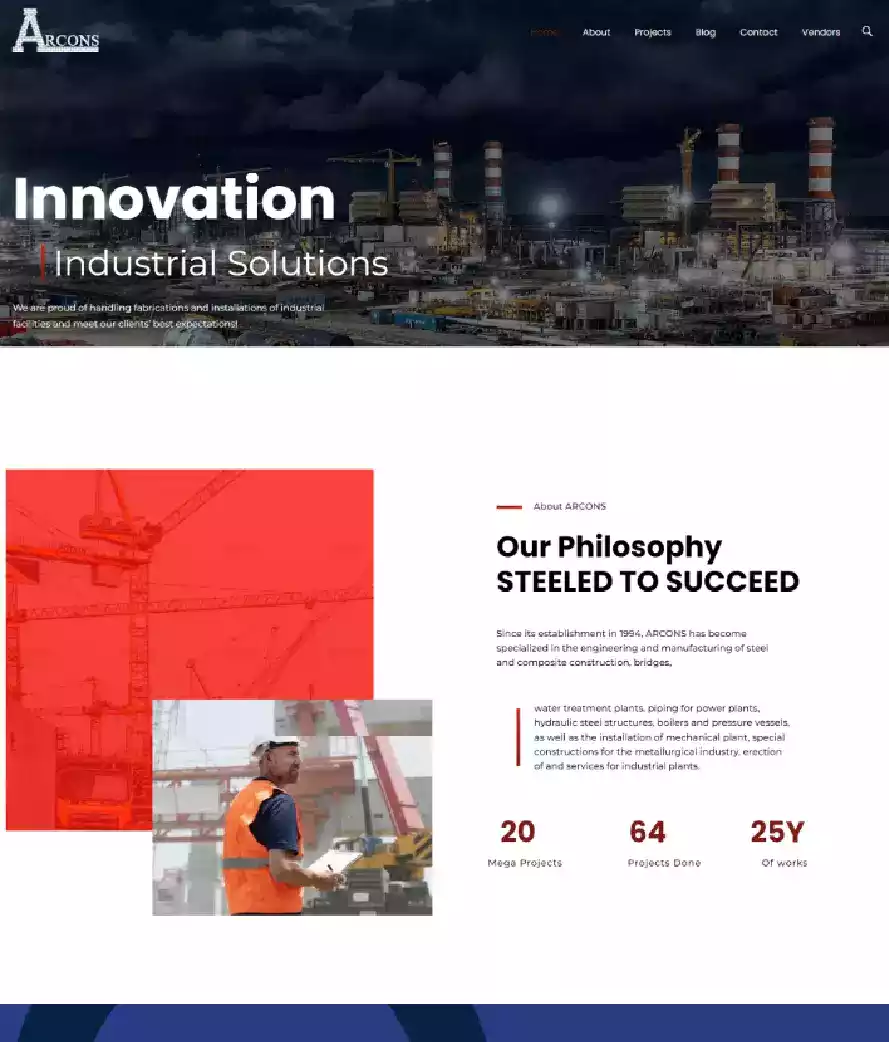 ARCONS
Home About Projects Blog Contact Vendors
Innovation
Industrial Solutions
We are proud of handling fabrications and installations of industrial
facilities and meet our clients' best expectations!
About ARCONS
Our Philosophy
STEELED TO SUCCEED
Since its establishment in 1994, ARCONS has become
specialized in the engineering and manufacturing of steel
and composite construction, bridges,
water treatment plants, piping for power plants,
hydraulic steel structures, boilers and pressure vessels,
as well as the installation of mechanical plant, special
constructions for the metallurgical industry, erection
of and services for industrial plants.
20 64 25Y
Mega Projects Projects Done Of works